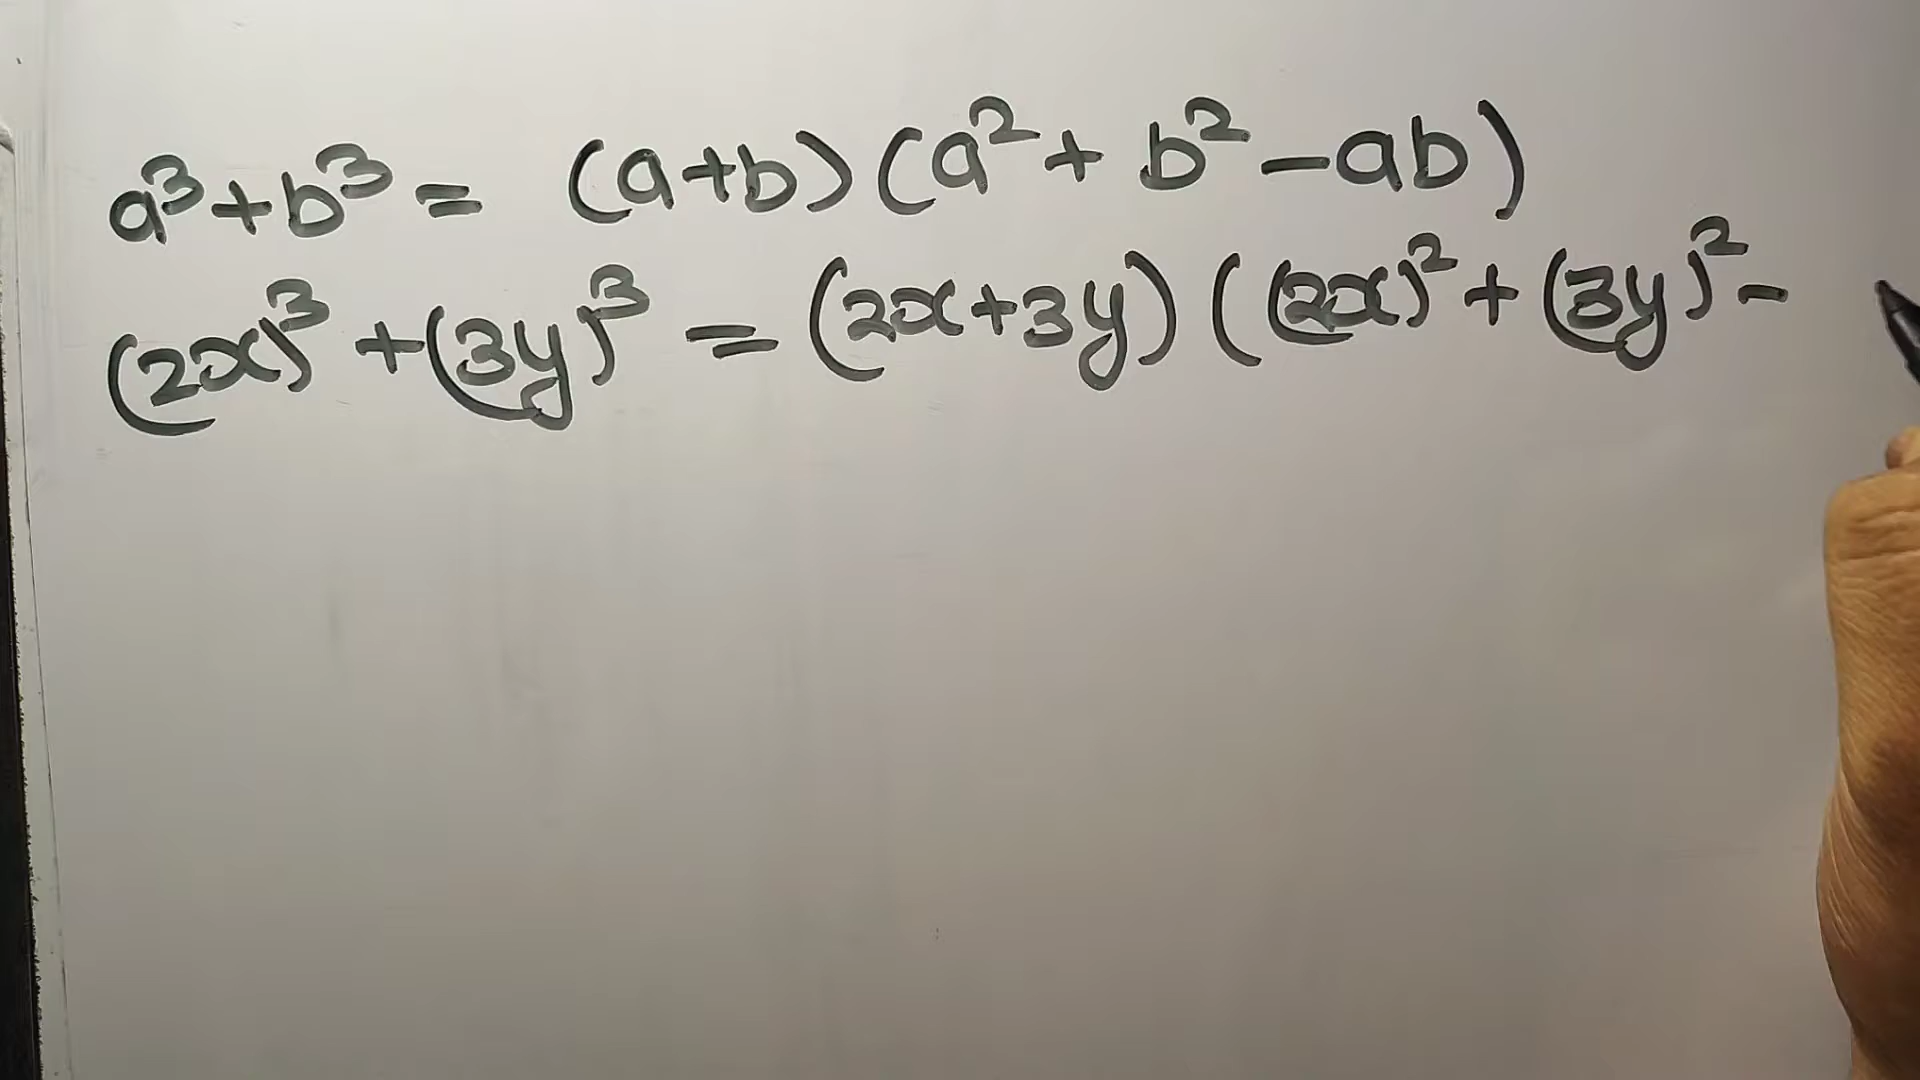 a³+b³= (a+b)(a²+b²-ab)
(2x)³+(3y)³=(2x+3y)((2x)²+(3y)²-